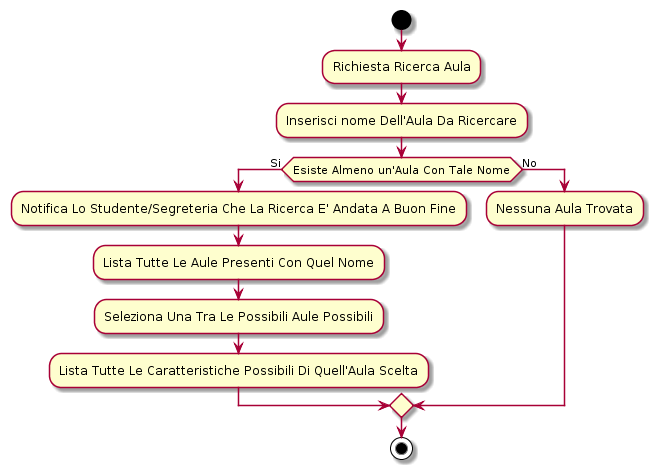 Richiesta Ricerca Aula
Inserisci nome Dell'Aula Da Ricercare
Si
Esiste Almeno un'Aula Con Tale Nome
No
Notifica Lo Studente/Segreteria Che La Ricerca E' Andata A Buon Fine
Nessuna Aula Trovata
Lista Tutte Le Aule Presenti Con Quel Nome
Seleziona Una Tra Le Possibili Aule Possibili
Lista Tutte Le Caratteristiche Possibili Di Quell'Aula Scelta